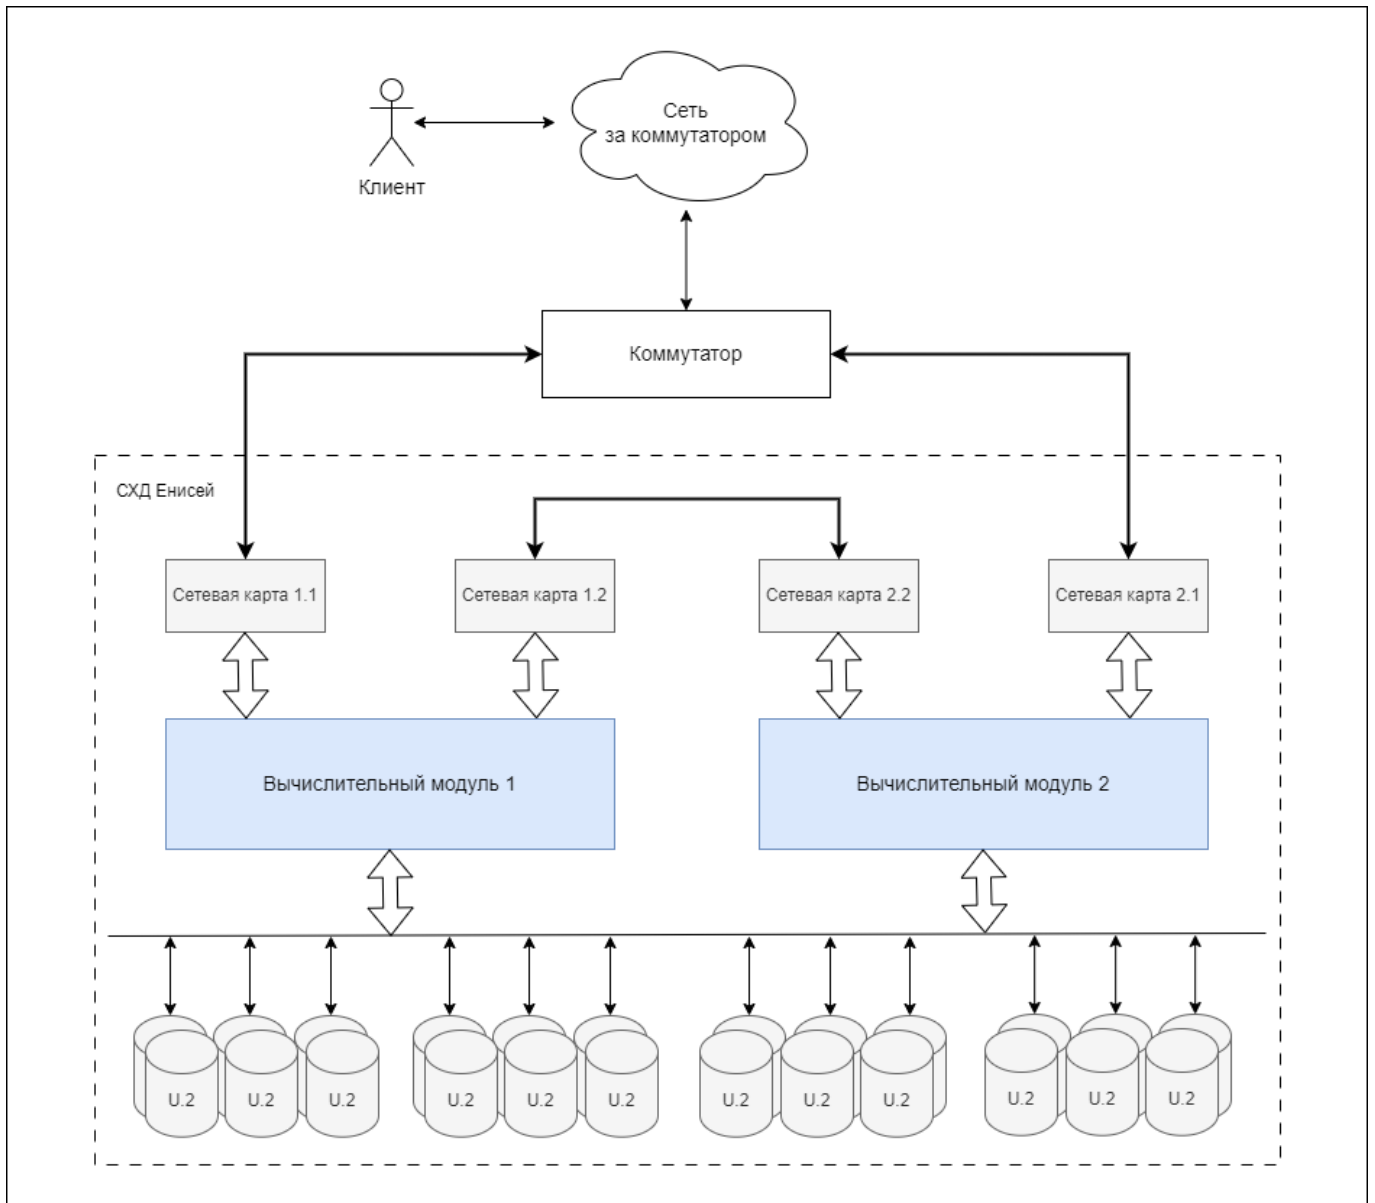 Сеть
за коммутатором
Клиент
Коммутатор
СХД Енисей
Сетевая карта 1.1
Сетевая карта 1.2
Сетевая карта 2.2
Сетевая карта 2.1
Вычислительный модуль 1
Вычислительный модуль 2
U.2
U.2
U.2
U.2
U.2
U.2
U.2
U.2
U.2
U.2
U.2
U.2